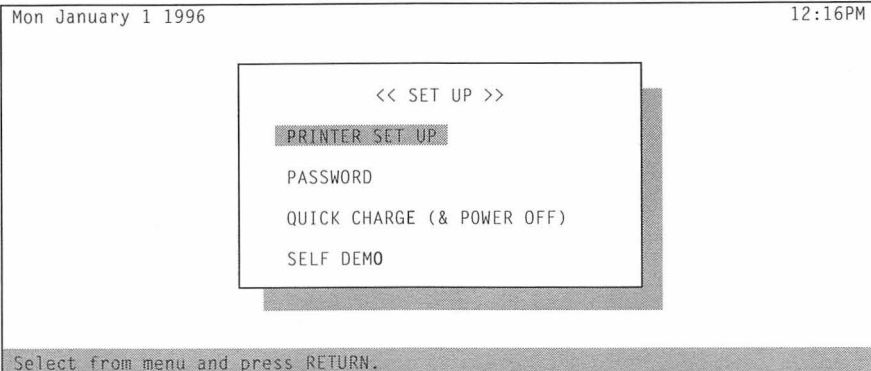 Mon January 1 1996 12:16PM
<< SET UP >>
PRINTER SET UP
PASSWORD
QUICK CHARGE (& POWER OFF)
SELF DEMO
Select from menu and press RETURN.